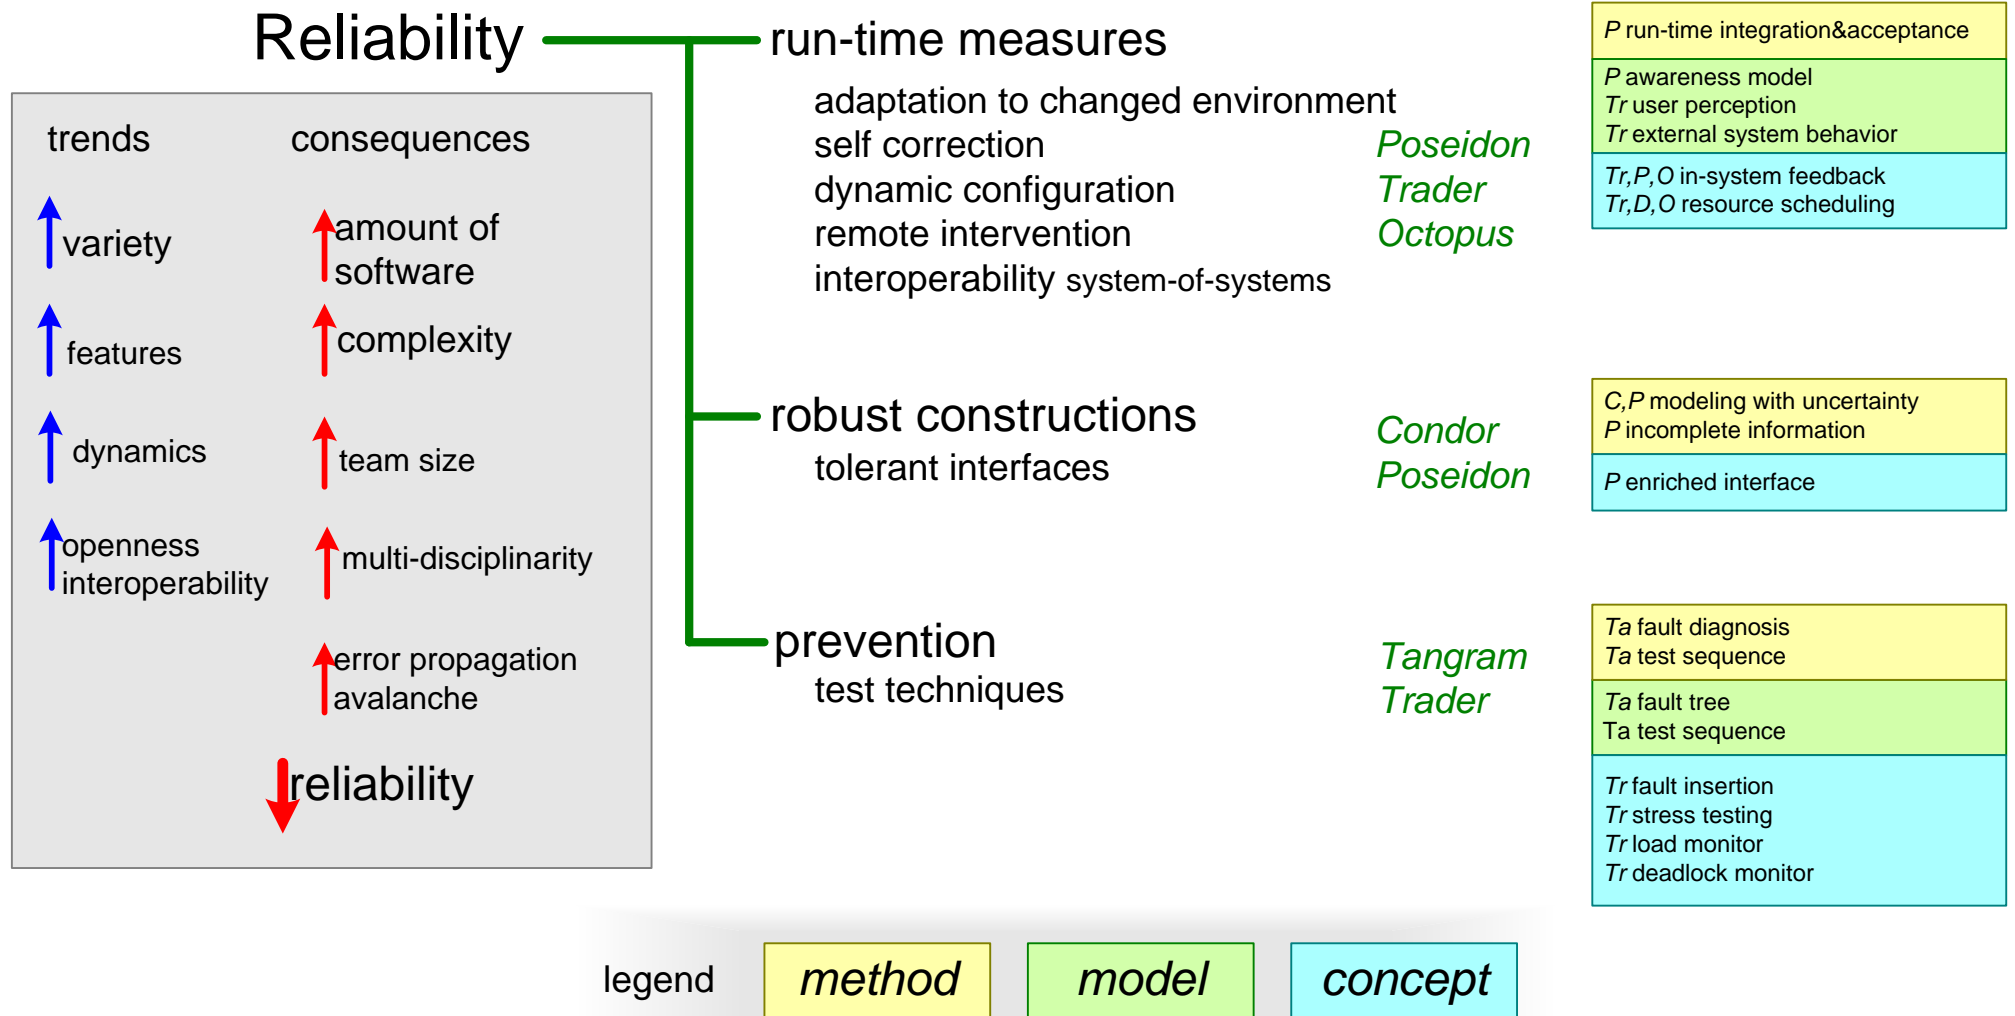 Reliability
trends
consequences
variety
features
dynamics
openness
interoperability
amount of
software
complexity
team size
multi-disciplinarity
error propagation
avalanche
reliability
run-time measures
adaptation to changed environment
self correction
dynamic configuration
remote intervention
interoperability system-of-systems
Poseidon
Trader
Octopus
P run-time integration&acceptance
P awareness model
Tr user perception
Tr external system behavior
Tr,P,O in-system feedback
Tr,D,O resource scheduling
robust constructions
tolerant interfaces
Condor
Poseidon
C,P modeling with uncertainty
P incomplete information
P enriched interface
prevention
test techniques
Tangram
Trader
Ta fault diagnosis
Ta test sequence
Ta fault tree
Ta test sequence
Tr fault insertion
Tr stress testing
Tr load monitor
Tr deadlock monitor
legend
method
model
concept